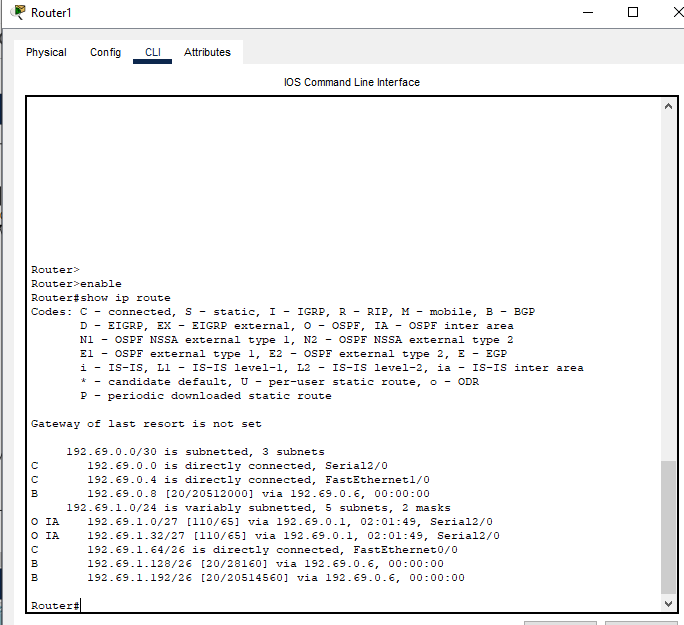 Router1
Physical Config CLI Attributes
IOS Command Line Interface
Router>
Router>enable
Router#show ip route
Codes: C - connected, S - static, I - IGRP, R - RIP, M - mobile, B - BGP
       D - EIGRP, EX - EIGRP external, O - OSPF, IA - OSPF inter area
       N1 - OSPF NSSA external type 1, N2 - OSPF NSSA external type 2
       E1 - OSPF external type 1, E2 - OSPF external type 2, E - EGP
       i - IS-IS, L1 - IS-IS level-1, L2 - IS-IS level-2, ia - IS-IS inter area
       * - candidate default, U - per-user static route, o - ODR
       P - periodic downloaded static route
Gateway of last resort is not set
     192.69.0.0/30 is subnetted, 3 subnets
C       192.69.0.0 is directly connected, Serial2/0
C       192.69.0.4 is directly connected, FastEthernet1/0
B       192.69.0.8 [20/20512000] via 192.69.0.6, 00:00:00
     192.69.1.0/24 is variably subnetted, 5 subnets, 2 masks
O IA    192.69.1.0/27 [110/65] via 192.69.0.1, 02:01:49, Serial2/0
O IA    192.69.1.32/27 [110/65] via 192.69.0.1, 02:01:49, Serial2/0
C       192.69.1.64/26 is directly connected, FastEthernet0/0
B       192.69.1.128/26 [20/28160] via 192.69.0.6, 00:00:00
B       192.69.1.192/26 [20/20514560] via 192.69.0.6, 00:00:00
Router#